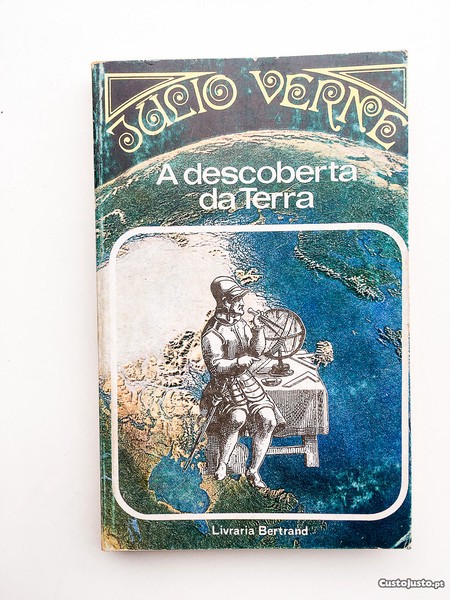 JULIO VERNE
A descoberta
da Terra
Livraria Bertrand
CustoJusto.pt